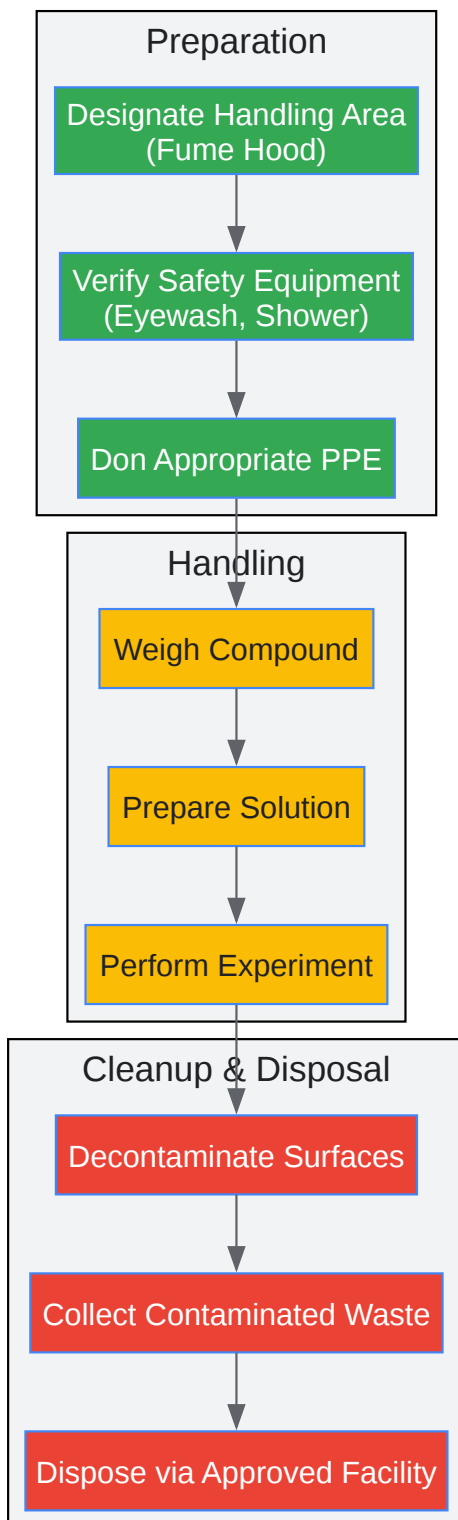 Preparation
Designate Handling Area
(Fume Hood)
Verify Safety Equipment
(Eyewash, Shower)
Don Appropriate PPE
Handling
Weigh Compound
Prepare Solution
Perform Experiment
Cleanup & Disposal
Decontaminate Surfaces
Collect Contaminated Waste
Dispose via Approved Facility